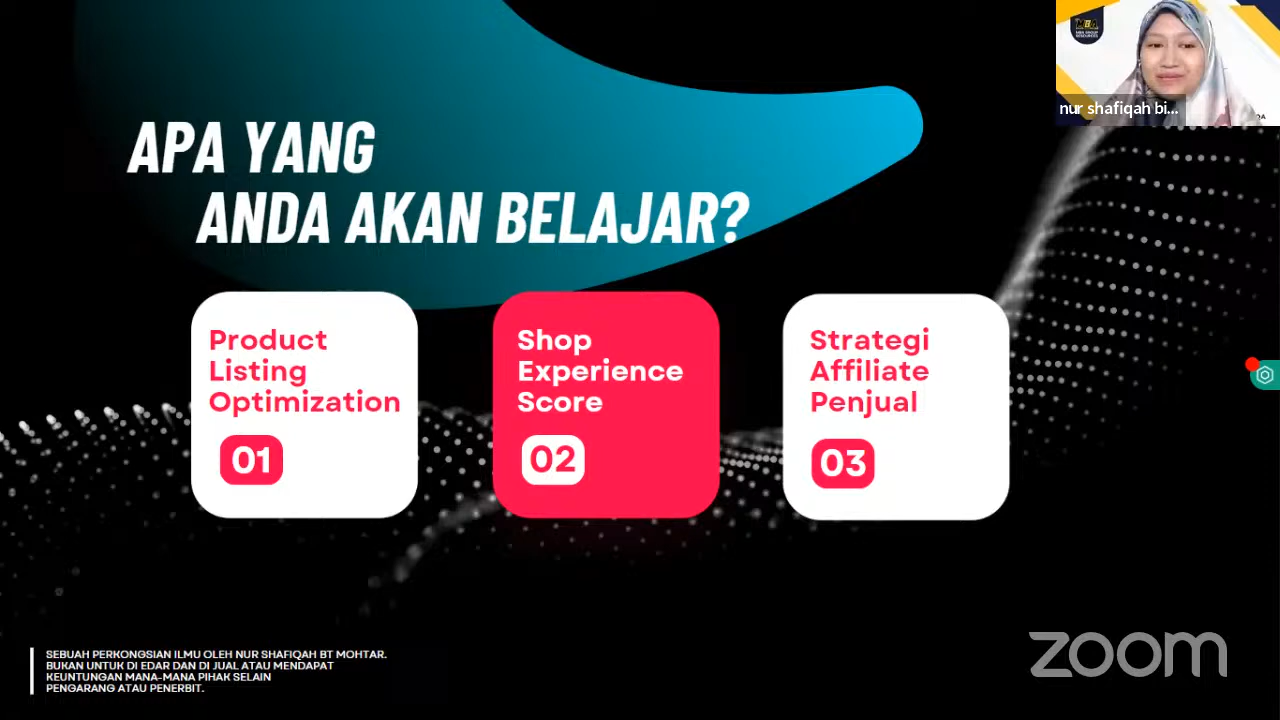 APA YANG
ANDA AKAN BELAJAR?
nur shafiqah bi...
Product
Listing
Optimization
01
Shop
Experience
Score
02
Strategi
Affiliate
Penjual
03
SEBUAH PERKONGSIAN ILMU OLEH NUR SHAFIQAH BT MOHTAR.
BUKAN UNTUK DI EDAR DAN DI JUAL ATAU MENDAPAT
KEUNTUNGAN MANA-MANA PIHAK SELAIN
PENGARANG ATAU PENERBIT.
zoom